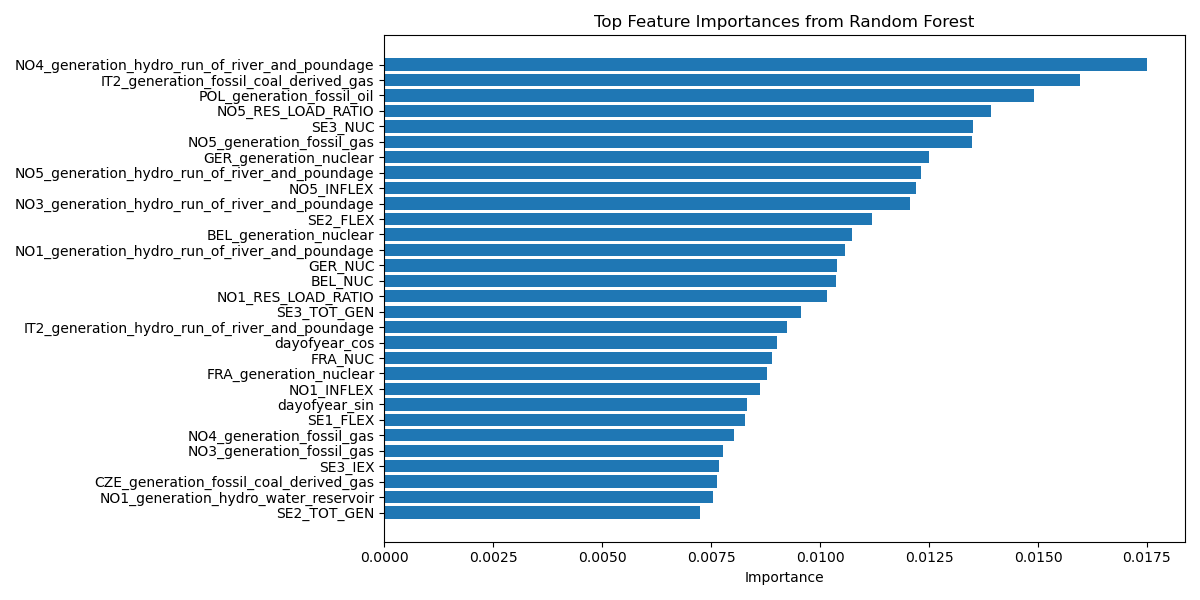 Top Feature Importances from Random Forest
NO4_generation_hydro_run_of_river_and_poundage
IT2_generation_fossil_coal_derived_gas
POL_generation_fossil_oil
NO5_RES_LOAD_RATIO
SE3_NUC
NO5_generation_fossil_gas
GER_generation_nuclear
NO5_generation_hydro_run_of_river_and_poundage
NO5_INFLEX
NO3_generation_hydro_run_of_river_and_poundage
SE2_FLEX
BEL_generation_nuclear
NO1_generation_hydro_run_of_river_and_poundage
GER_NUC
BEL_NUC
NO1_RES_LOAD_RATIO
SE3_TOT_GEN
IT2_generation_hydro_run_of_river_and_poundage
dayofyear_cos
FRA_NUC
FRA_generation_nuclear
NO1_INFLEX
dayofyear_sin
SE1_FLEX
NO4_generation_fossil_gas
NO3_generation_fossil_gas
SE3_IEX
CZE_generation_fossil_coal_derived_gas
NO1_generation_hydro_water_reservoir
SE2_TOT_GEN
0.0000 0.0025 0.0050 0.0075 0.0100 0.0125 0.0150 0.0175
Importance